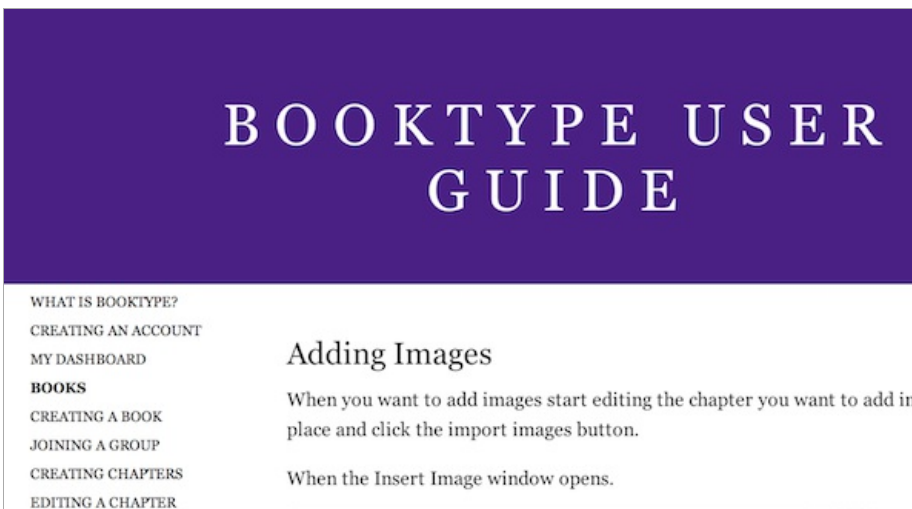 BOOKTYPE USER
GUIDE
WHAT IS BOOKTYPE?
CREATING AN ACCOUNT
MY DASHBOARD
BOOKS
CREATING A BOOK
JOINING A GROUP
CREATING CHAPTERS
EDITING A CHAPTER
Adding Images
When you want to add images start editing the chapter you want to add
place and click the import images button.
When the Insert Image window opens.